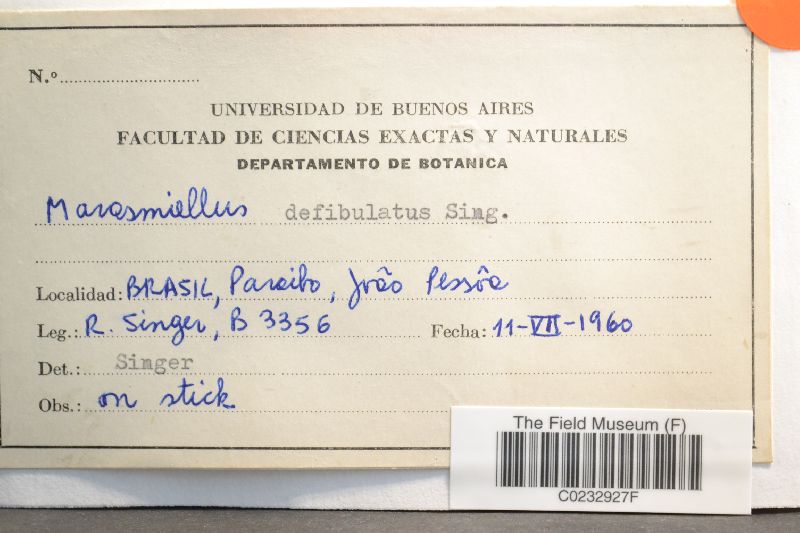 N.º
UNIVERSIDAD DE BUENOS AIRES
FACULTAD DE CIENCIAS EXACTAS Y NATURALES
DEPARTAMENTO DE BOTANICA
Marasmiellus defibulatus Sing.
Localidad: BRASIL, Paraiba, João Pessôa
Leg.: R. Singer, B 3356 Fecha: 11-VII-1960
Det.: Singer
Obs.: on stick
The Field Museum (F)
C0232927F